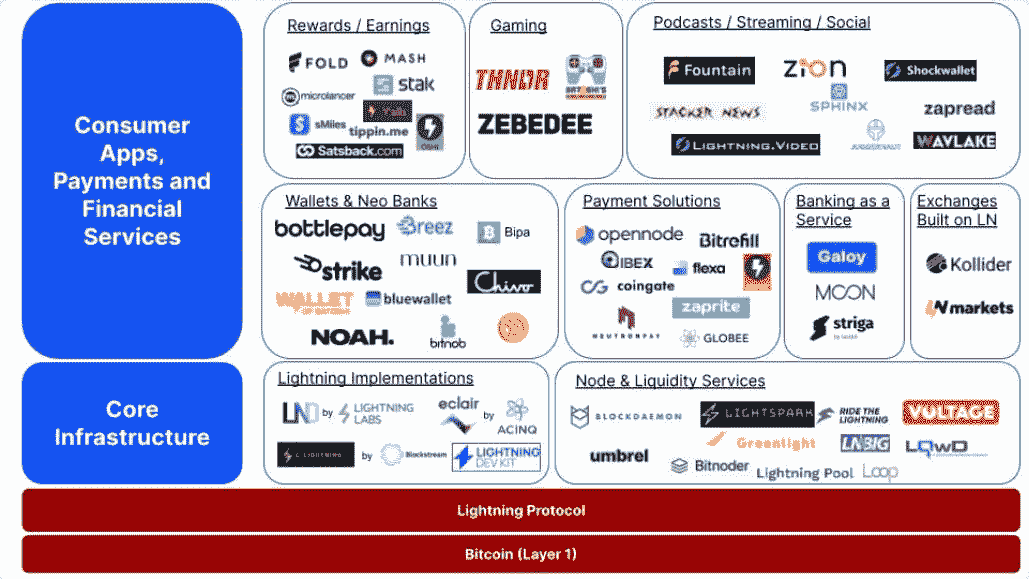 Consumer
Apps,
Payments and
Financial
Services
Rewards / Earnings
FOLD
MASH
stak
microlancer
sMiles
tippin.me
OSHI
Satsback.com
Gaming
THNDR
ZEBEDEE
Podcasts / Streaming / Social
Fountain
ZION
Shockwallet
STACKER NEWS
SPHINX
zapread
LIGHTNING.VIDEO
JUGGERNAUT
WAVLAKE
Wallets & Neo Banks
bottlepay
Breez
Bipa
strike
muun
Chivo
WALLET
bluewallet
NOAH.
bitnob
Payment Solutions
opennode
Bitrefill
IBEX
flexa
coingate
zaprite
NEUTRONPAY
GLOBEE
Banking as a
Service
Galoy
MOON
striga
Exchanges
Built on LN
Kollider
LN markets
Core
Infrastructure
Lightning Implementations
LND by LIGHTNING
LABS
eclair by
ACINQ
C LIGHTNING by Blockstream
LIGHTNING
DEV KIT
Node & Liquidity Services
BLOCKDAEMON
LIGHTSPARK
RIDE THE
LIGHTNING
VOLTAGE
Greenlight
LNBIG
LQWD
umbrel
Bitnoder
Lightning Pool
Loop
Lightning Protocol
Bitcoin (Layer 1)